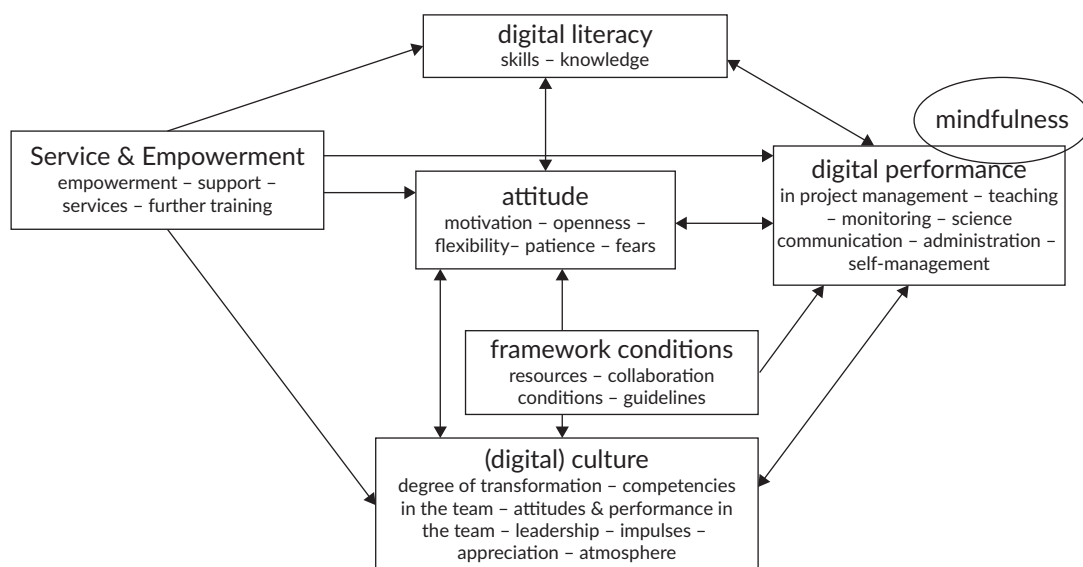 digital literacy
skills – knowledge
mindfulness
Service & Empowerment
empowerment – support –
services – further training
digital performance
in project management – teaching
– monitoring – science
communication – administration –
self-management
attitude
motivation – openness –
flexibility– patience – fears
framework conditions
resources – collaboration
conditions – guidelines
(digital) culture
degree of transformation – competencies
in the team – attitudes & performance in
the team – leadership – impulses –
appreciation – atmosphere